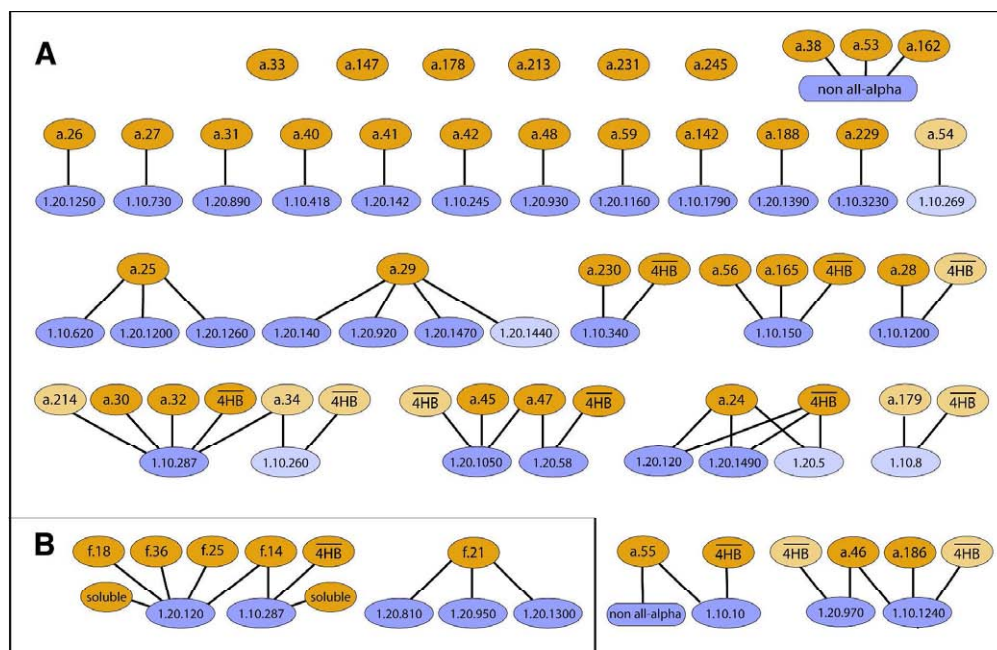 A
a.33 a.147 a.178 a.213 a.231 a.245 a.38 a.53 a.162
non all-alpha
a.26 a.27 a.31 a.40 a.41 a.42 a.48 a.59 a.142 a.188 a.229 a.54
1.20.1250 1.10.730 1.20.890 1.10.418 1.20.142 1.10.245 1.20.930 1.20.1160 1.10.1790 1.20.1390 1.10.3230 1.10.269
a.25 a.29 a.230 4HB a.56 a.165 4HB a.28 4HB
1.10.620 1.20.1200 1.20.1260 1.20.140 1.20.920 1.20.1470 1.20.1440 1.10.340 1.10.150 1.10.1200
a.214 a.30 a.32 4HB a.34 4HB 4HB a.45 a.47 4HB a.24 4HB a.179 4HB
1.10.287 1.10.260 1.20.1050 1.20.58 1.20.120 1.20.1490 1.20.5 1.10.8
B
f.18 f.36 f.25 f.14 4HB f.21 a.55 4HB 4HB a.46 a.186 4HB
soluble soluble
1.20.120 1.10.287 1.20.810 1.20.950 1.20.1300 non all-alpha 1.10.10 1.20.970 1.10.1240